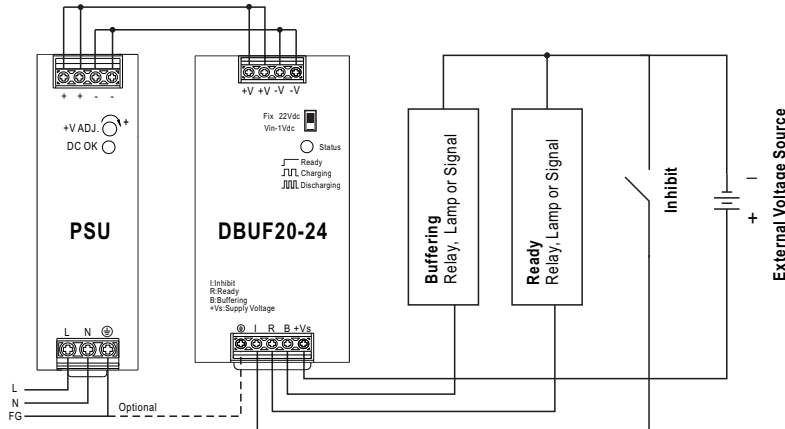 + + - -
+V ADJ. +
DC OK
PSU
L N
L
N
FG
Optional
+V +V -V -V
Fix 22Vdc
Vin-1Vdc
Status
Ready
Charging
Discharging
DBUF20-24
I:Inhibit
R:Ready
B:Buffering
+Vs:Supply Voltage
I R B +Vs
Buffering
Relay, Lamp or Signal
Ready
Relay, Lamp or Signal
Inhibit
+ −
External Voltage Source